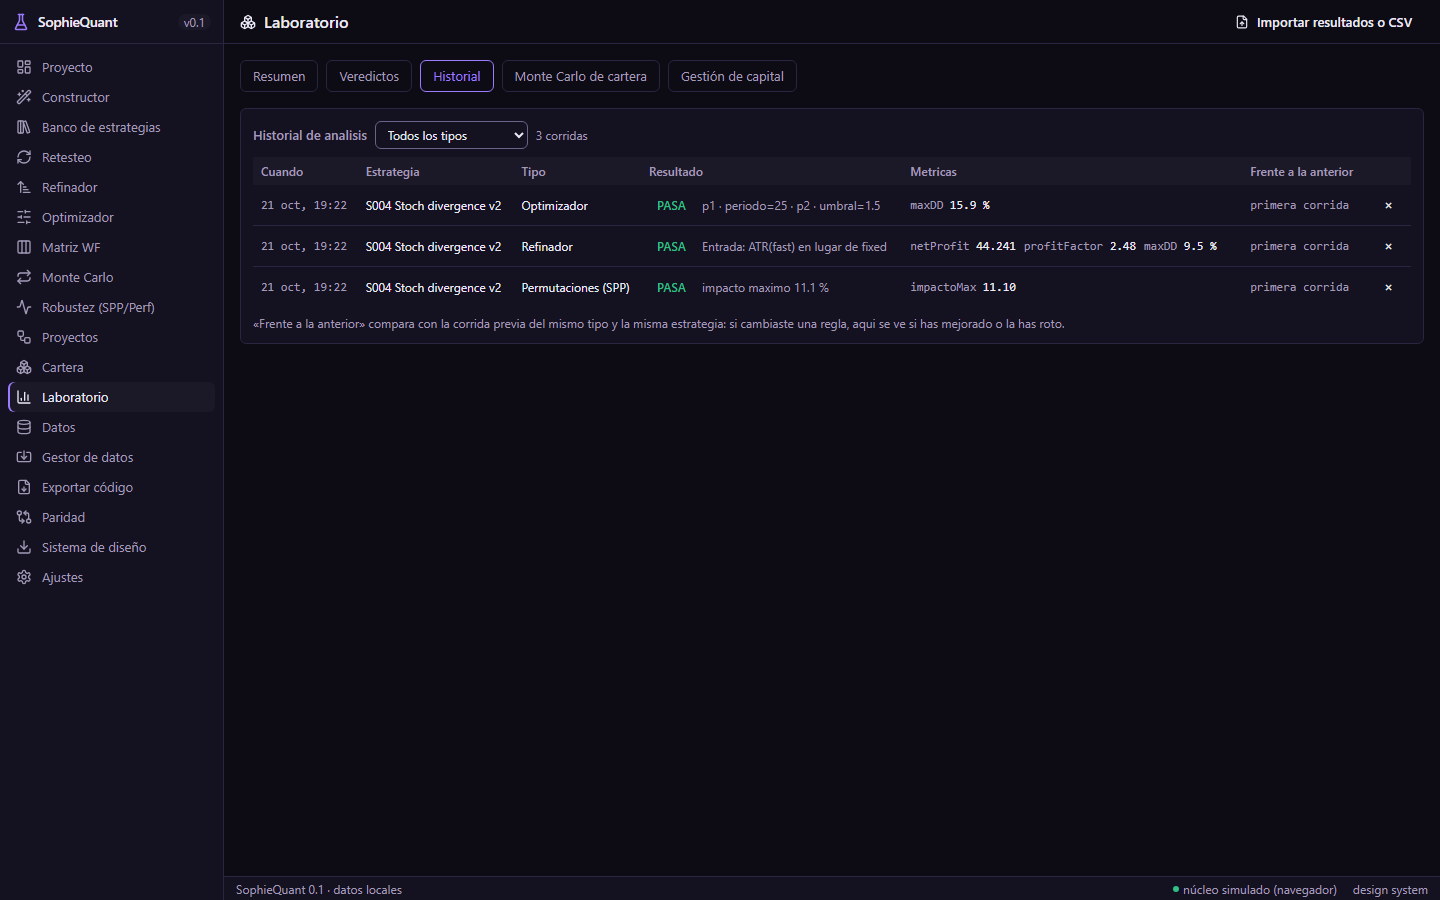 SophieQuant v0.1
Proyecto
Constructor
Banco de estrategias
Retesteo
Refinador
Optimizador
Matriz WF
Monte Carlo
Robustez (SPP/Perf)
Proyectos
Cartera
Laboratorio
Datos
Gestor de datos
Exportar código
Paridad
Sistema de diseño
Ajustes
Laboratorio
Importar resultados o CSV
Resumen Veredictos Historial Monte Carlo de cartera Gestión de capital
Historial de analisis Todos los tipos 3 corridas
Cuando Estrategia Tipo Resultado Metricas Frente a la anterior
21 oct, 19:22 S004 Stoch divergence v2 Optimizador PASA p1 · periodo=25 · p2 · umbral=1.5 maxDD 15.9 % primera corrida ×
21 oct, 19:22 S004 Stoch divergence v2 Refinador PASA Entrada: ATR(fast) en lugar de fixed netProfit 44.241 profitFactor 2.48 maxDD 9.5 % primera corrida ×
21 oct, 19:22 S004 Stoch divergence v2 Permutaciones (SPP) PASA impacto maximo 11.1 % impactoMax 11.10 primera corrida ×
«Frente a la anterior» compara con la corrida previa del mismo tipo y la misma estrategia: si cambiaste una regla, aqui se ve si has mejorado o la has roto.
SophieQuant 0.1 · datos locales
núcleo simulado (navegador) design system